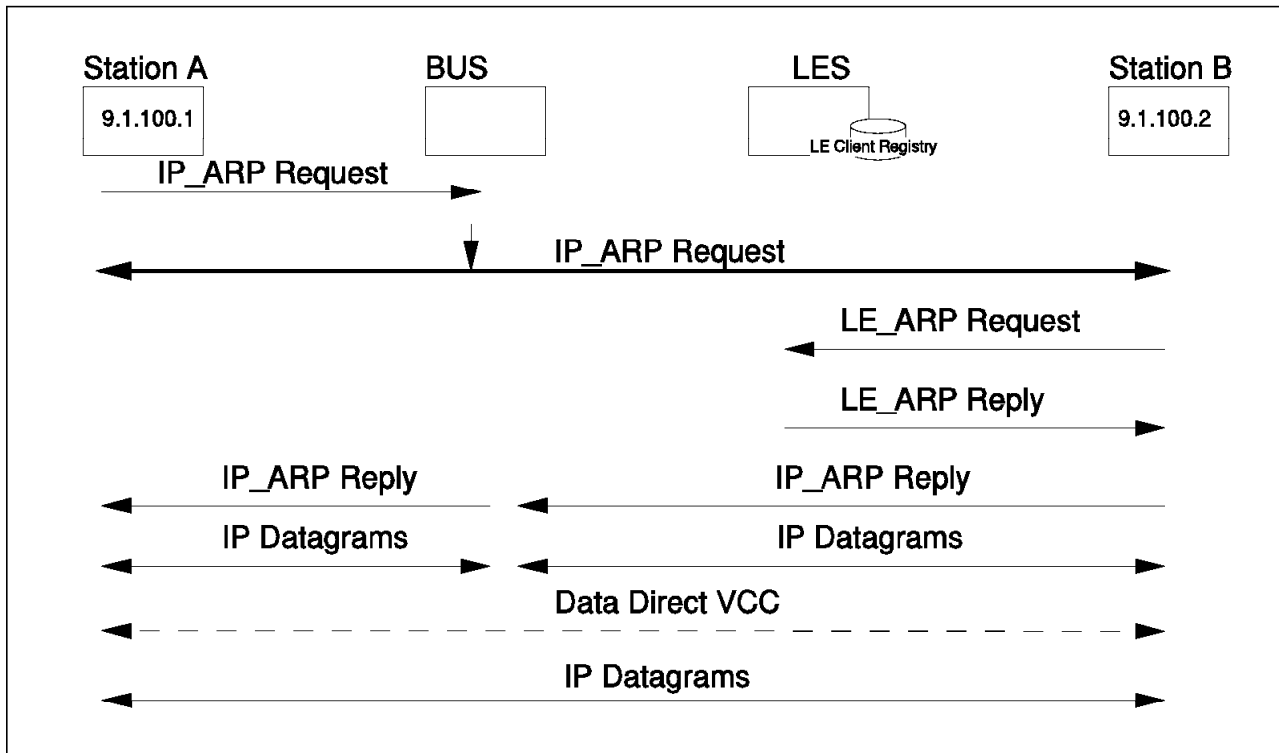 Station A
BUS
LES
Station B
9.1.100.1
9.1.100.2
LE Client Registry
IP_ARP Request
IP_ARP Request
LE_ARP Request
LE_ARP Reply
IP_ARP Reply
IP_ARP Reply
IP Datagrams
IP Datagrams
Data Direct VCC
IP Datagrams